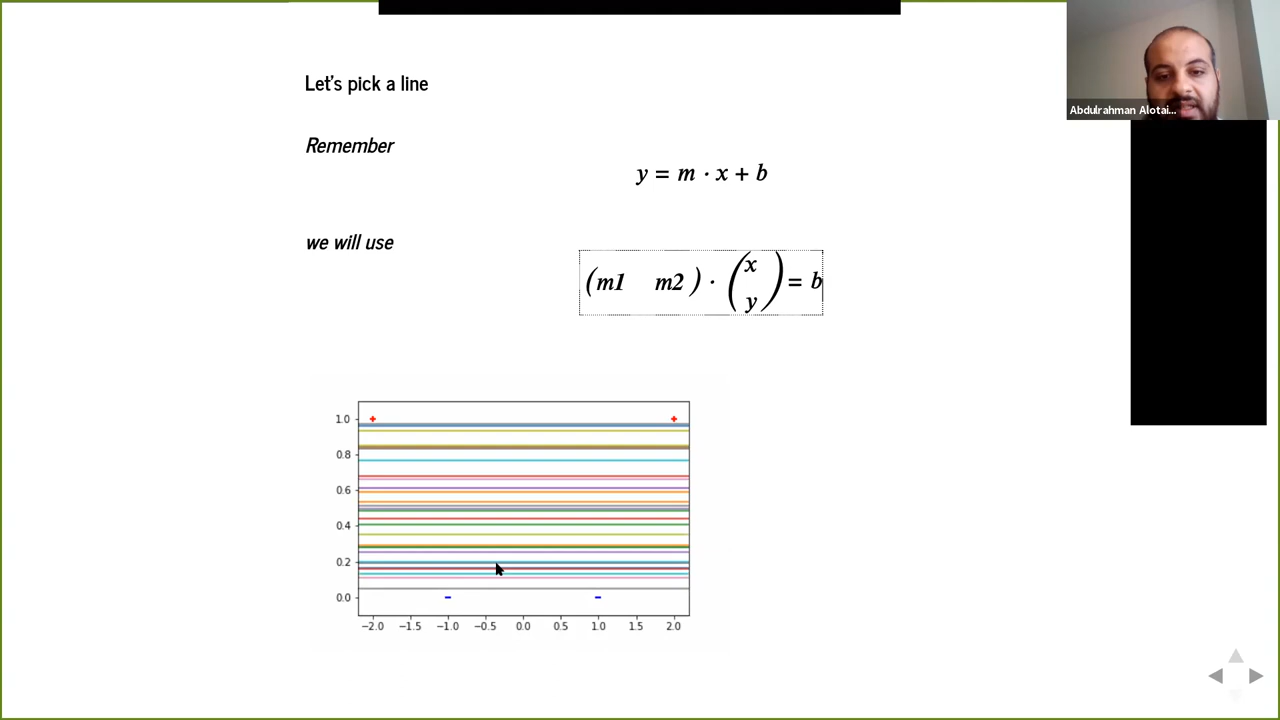 Let's pick a line
Abdulrahman Alotai...
Remember
y = m · x + b
we will use
(m1 m2) · (x
y) = b
1.0
0.8
0.6
0.4
0.2
0.0
−2.0 −1.5 −1.0 −0.5 0.0 0.5 1.0 1.5 2.0